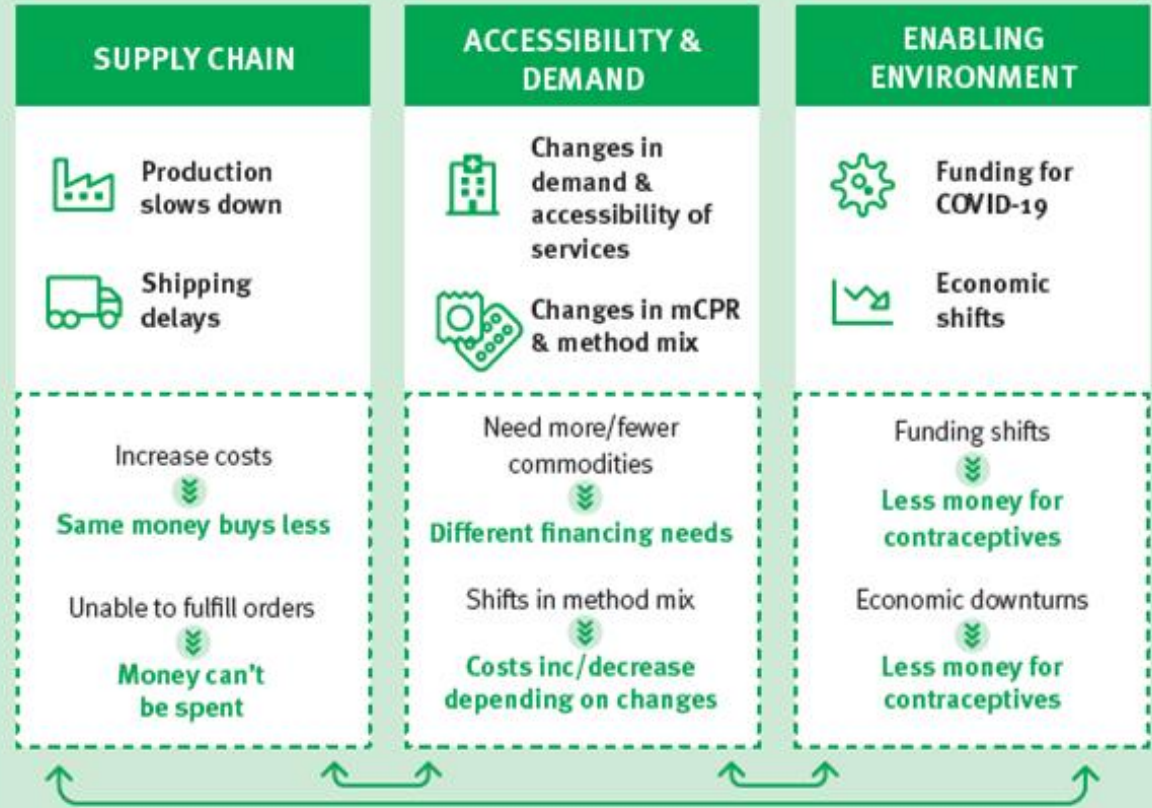 SUPPLY CHAIN
Production
slows down
Shipping
delays
Increase costs
Same money buys less
Unable to fulfill orders
Money can't
be spent
ACCESSIBILITY &
DEMAND
Changes in
demand &
accessibility of
services
Changes in mCPR
& method mix
Need more/fewer
commodities
Different financing needs
Shifts in method mix
Costs inc/decrease
depending on changes
ENABLING
ENVIRONMENT
Funding for
COVID-19
Economic
shifts
Funding shifts
Less money for
contraceptives
Economic downturns
Less money for
contraceptives